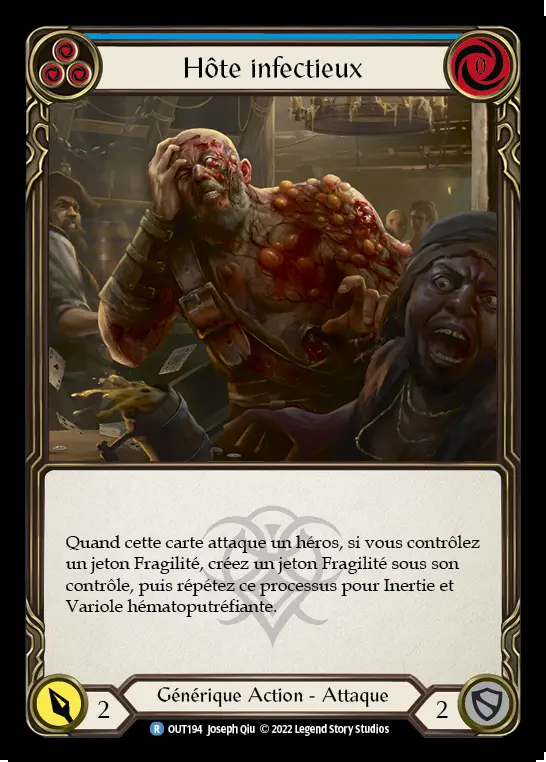 Hôte infectieux
0
Quand cette carte attaque un héros, si vous contrôlez
un jeton Fragilité, créez un jeton Fragilité sous son
contrôle, puis répétez ce processus pour Inertie et
Variole hématoputréfiante.
2
Générique Action - Attaque
2
R OUT194 Joseph Qiu © 2022 Legend Story Studios